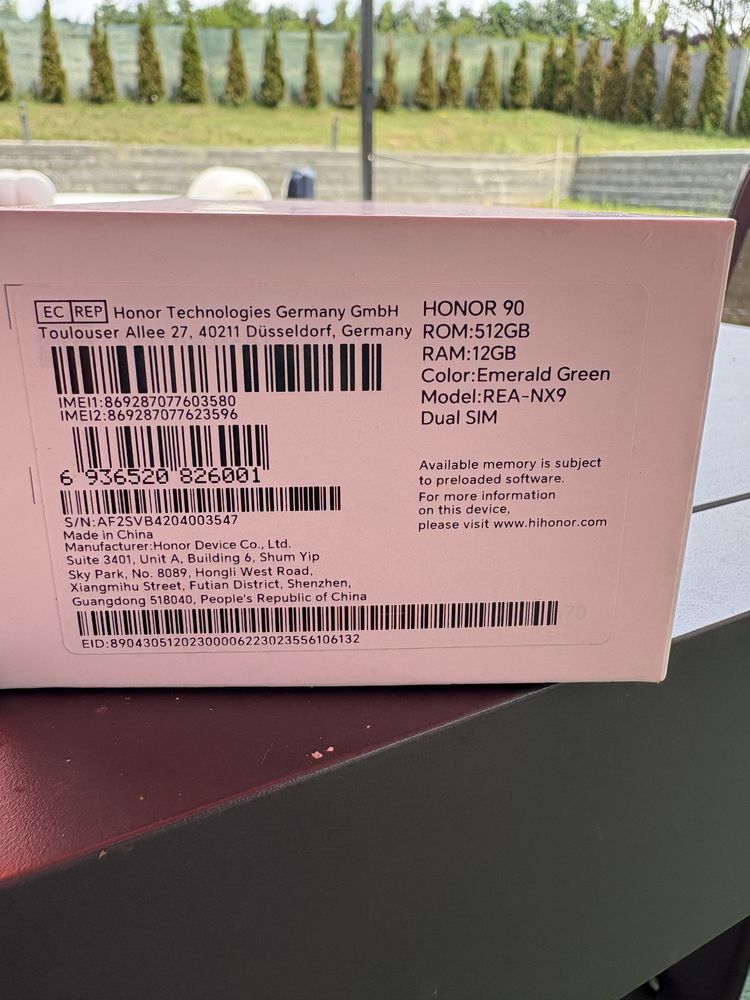 EC REP Honor Technologies Germany GmbH
Toulouser Allee 27, 40211 Düsseldorf, Germany
IMEI1:869287077603580
IMEI2:869287077623596
6 936520 826001
S/N:AF2SVB4204003547
Made in China
Manufacturer:Honor Device Co., Ltd.
Suite 3401, Unit A, Building 6, Shum Yip
Sky Park, No. 8089, Hongli West Road,
Xiangmihu Street, Futian District, Shenzhen,
Guangdong 518040, People's Republic of China
EID:89043051202300006223023556106132
HONOR 90
ROM:512GB
RAM:12GB
Color:Emerald Green
Model:REA-NX9
Dual SIM
Available memory is subject
to preloaded software.
For more information
on this device,
please visit www.hihonor.com